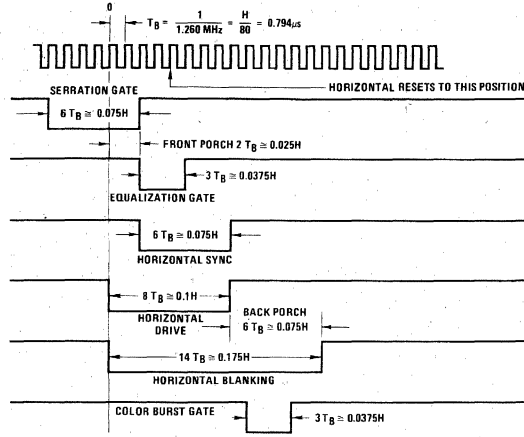 0
T_B = 1 / 1.260 MHz = H / 80 = 0.794µs
HORIZONTAL RESETS TO THIS POSITION
SERRATION GATE
6 T_B ≅ 0.075H
FRONT PORCH 2 T_B ≅ 0.025H
3 T_B ≅ 0.0375H
EQUALIZATION GATE
6 T_B ≅ 0.075H
HORIZONTAL SYNC
8 T_B ≅ 0.1H
HORIZONTAL
DRIVE
BACK PORCH
6 T_B ≅ 0.075H
14 T_B ≅ 0.175H
HORIZONTAL BLANKING
COLOR BURST GATE
3 T_B ≅ 0.0375H